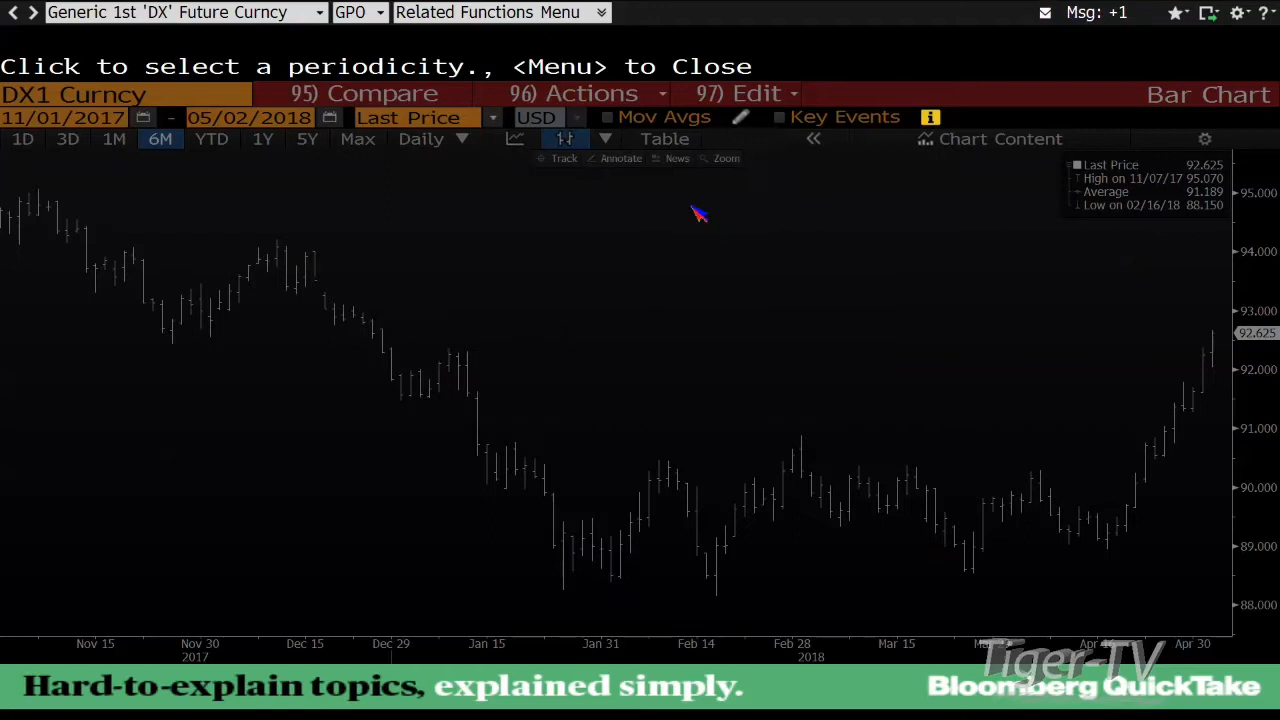 Generic 1st 'DX' Future Curncy GPO Related Functions Menu Msg: +1 ?
Click to select a periodicity., <Menu> to Close
DX1 Curncy 95) Compare 96) Actions 97) Edit Bar Chart
11/01/2017 - 05/02/2018 Last Price USD Mov Avgs Key Events i
1D 3D 1M 6M YTD 1Y 5Y Max Daily Table Chart Content
Track Annotate News Zoom
Last Price 92.625
High on 11/07/17 95.070
Average 91.189
Low on 02/16/18 88.150
95.000
94.000
93.000
92.625
92.000
91.000
90.000
89.000
88.000
Nov 15 Nov 30 Dec 15 Dec 29 Jan 15 Jan 31 Feb 14 Feb 28 Mar 15 Apr 30
2017 2018
Tiger-TV
Hard-to-explain topics, explained simply. Bloomberg QuickTake